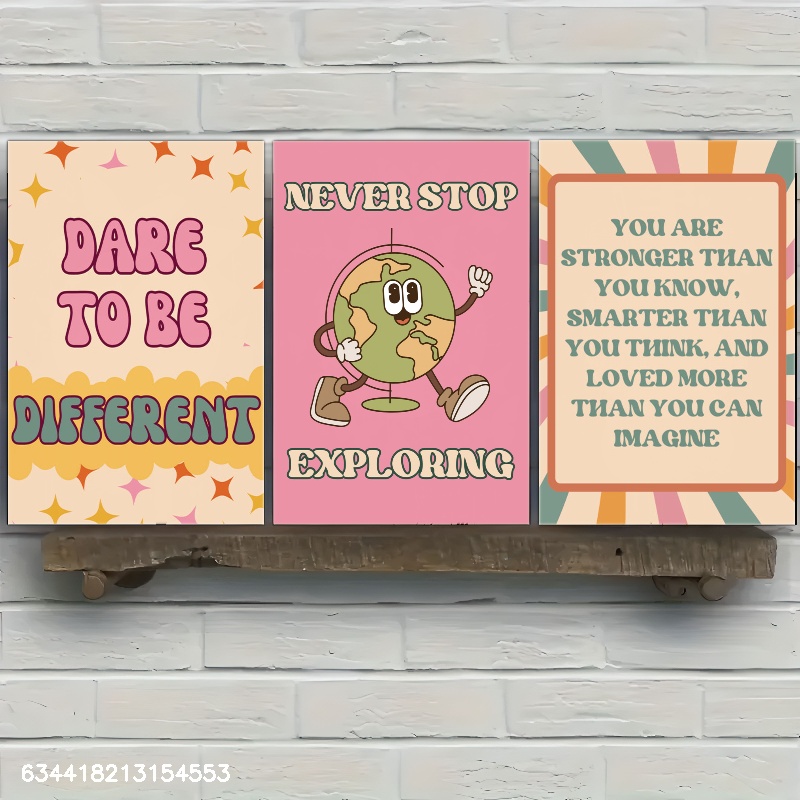 DARE
TO BE
DIFFERENT
NEVER STOP
EXPLORING
YOU ARE
STRONGER THAN
YOU KNOW,
SMARTER THAN
YOU THINK, AND
LOVED MORE
THAN YOU CAN
IMAGINE
634418213154553